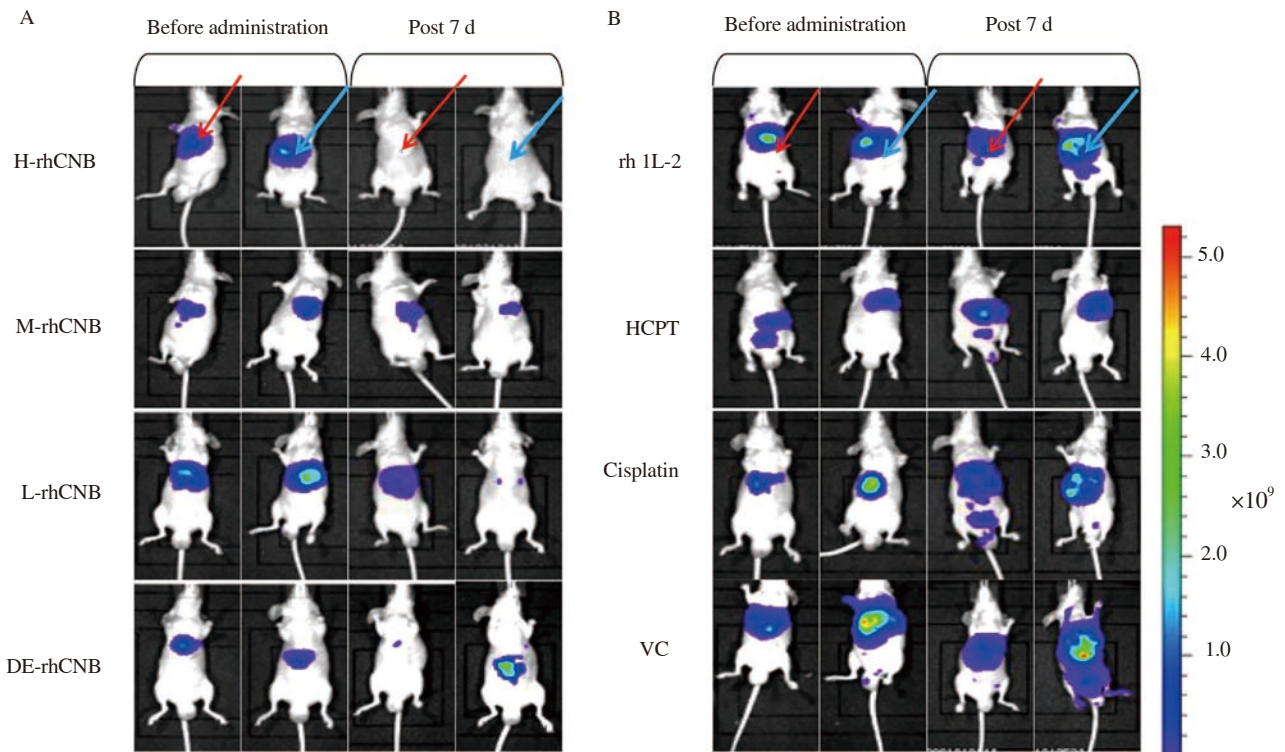 A
Before administration
Post 7 d
H-rhCNB
M-rhCNB
L-rhCNB
DE-rhCNB
B
Before administration
Post 7 d
rh 1L-2
HCPT
Cisplatin
VC
5.0
4.0
3.0
×10⁹
2.0
1.0